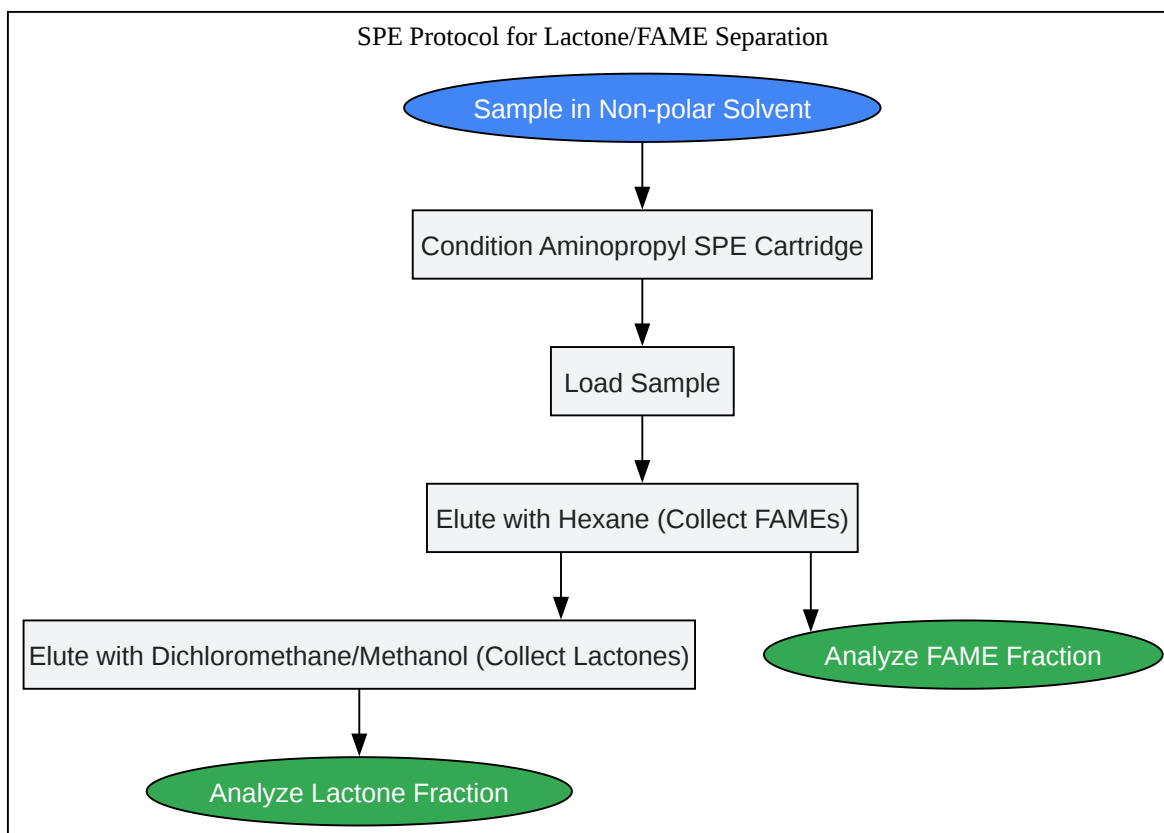 SPE Protocol for Lactone/FAME Separation
Sample in Non-polar Solvent
Condition Aminopropyl SPE Cartridge
Load Sample
Elute with Hexane (Collect FAMEs)
Elute with Dichloromethane/Methanol (Collect Lactones)
Analyze FAME Fraction
Analyze Lactone Fraction